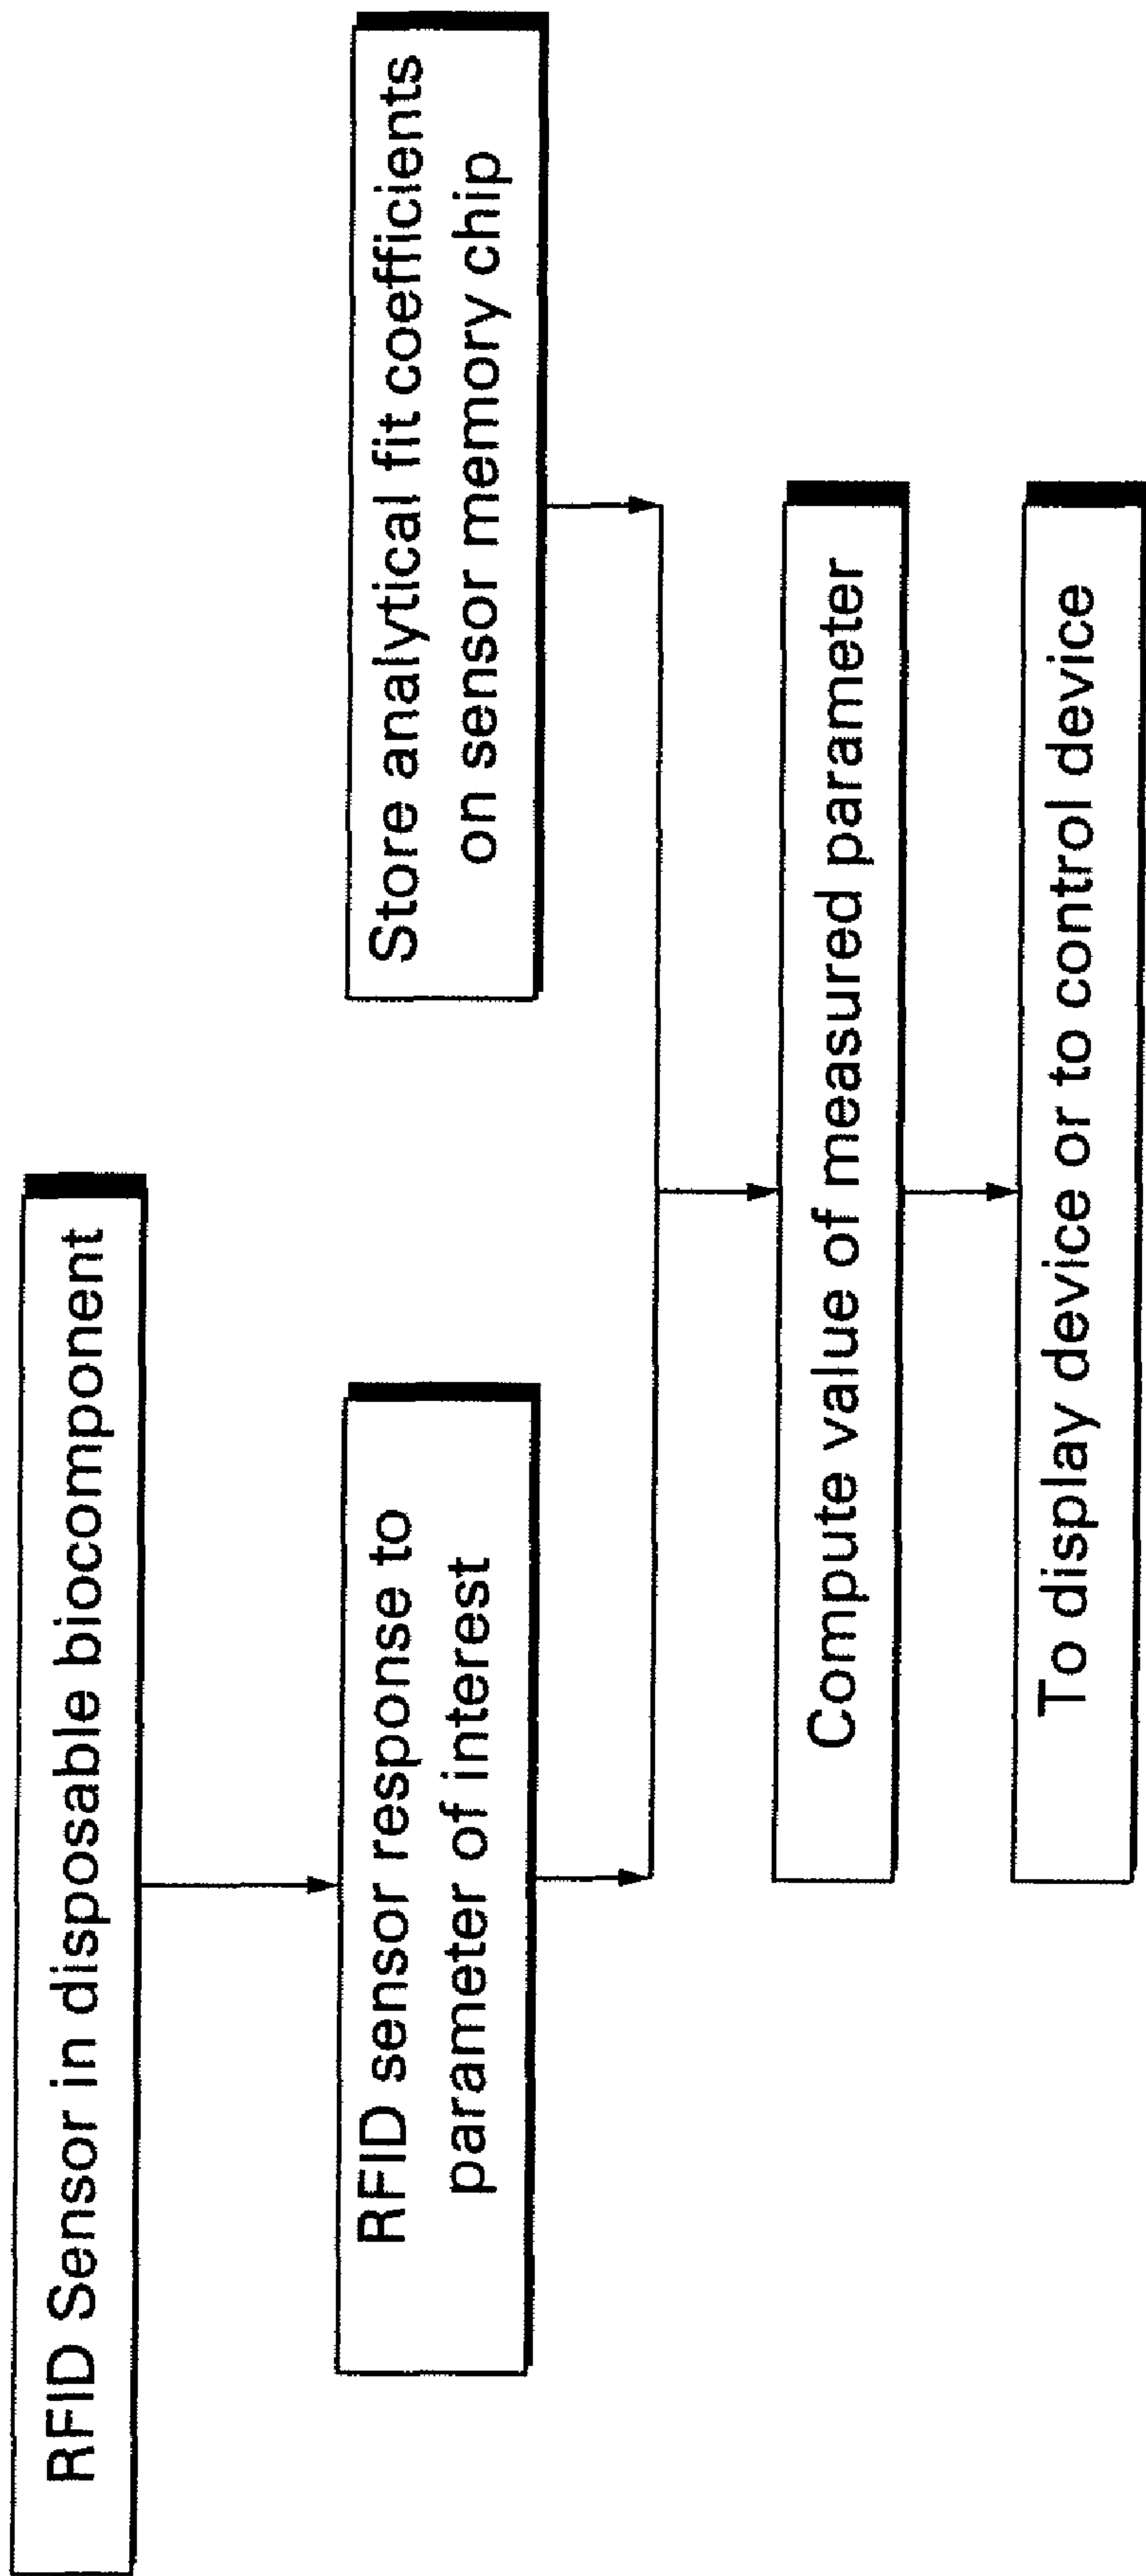 RFID Sensor in disposable biocomponent
RFID sensor response to
parameter of interest
Store analytical fit coefficients
on sensor memory chip
Compute value of measured parameter
To display device or to control device